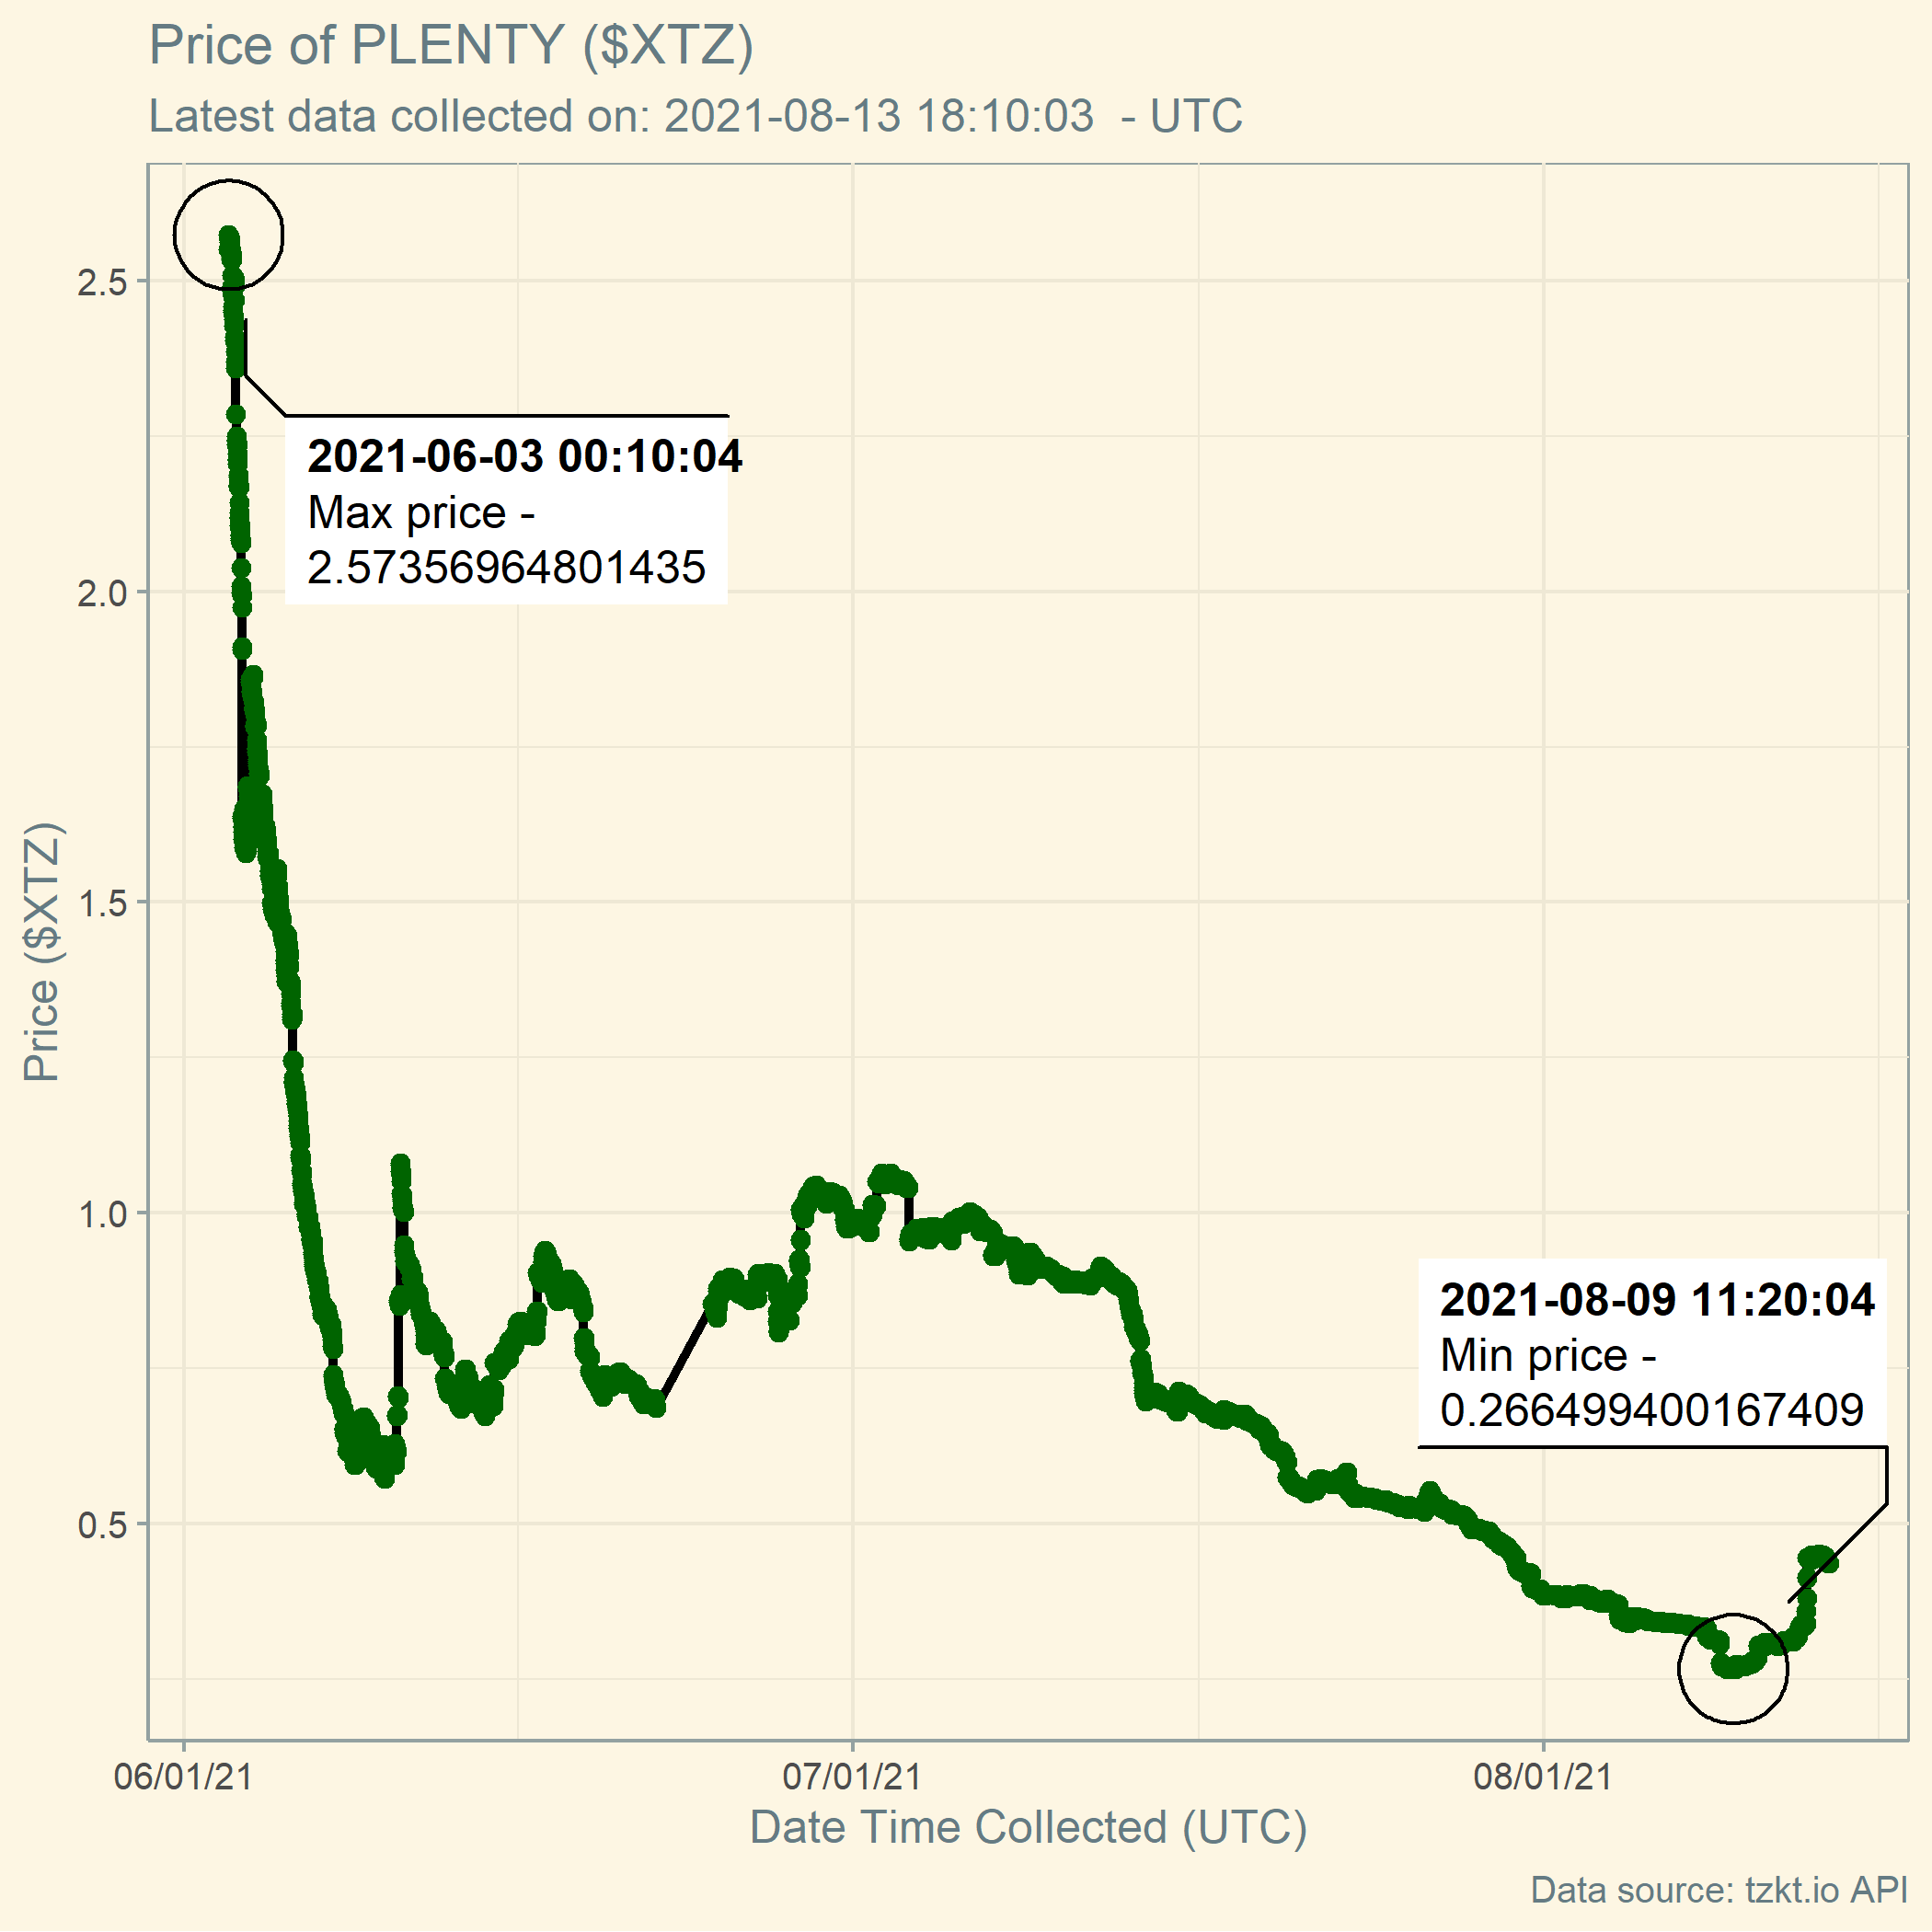 Price of PLENTY ($XTZ)
Latest data collected on: 2021-08-13 18:10:03  - UTC
2.5
2.0
1.5
1.0
0.5
Price ($XTZ)
2021-06-03 00:10:04
Max price -
2.57356964801435
2021-08-09 11:20:04
Min price -
0.266499400167409
06/01/21
07/01/21
08/01/21
Date Time Collected (UTC)
Data source: tzkt.io API